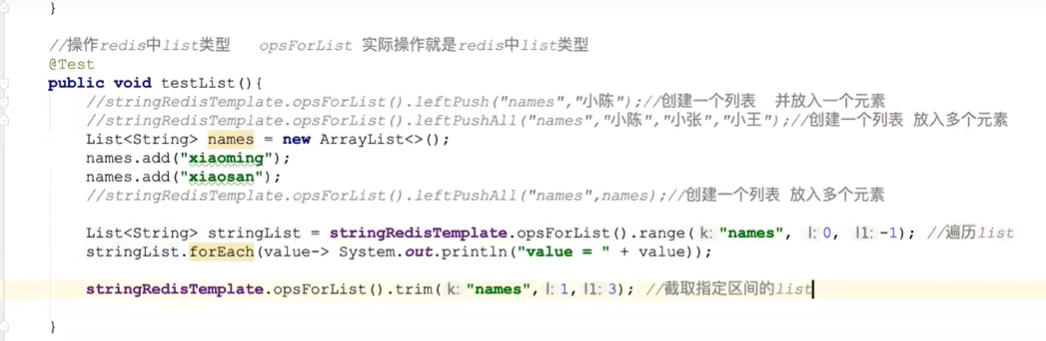 }
//操作redis中list类型   opsForList 实际操作就是redis中list类型
@Test
public void testList(){
//stringRedisTemplate.opsForList().leftPush("names","小陈");//创建一个列表  并放入一个元素
//stringRedisTemplate.opsForList().leftPushAll("names","小陈","小张","小王");//创建一个列表 放入多个元素
List<String> names = new ArrayList<>();
names.add("xiaoming");
names.add("xiaosan");
//stringRedisTemplate.opsForList().leftPushAll("names",names);//创建一个列表 放入多个元素
List<String> stringList = stringRedisTemplate.opsForList().range( k: "names",  l: 0,  l1: -1); //遍历list
stringList.forEach(value-> System.out.println("value = " + value));
stringRedisTemplate.opsForList().trim( k: "names", l: 1, l1: 3); //截取指定区间的list
}